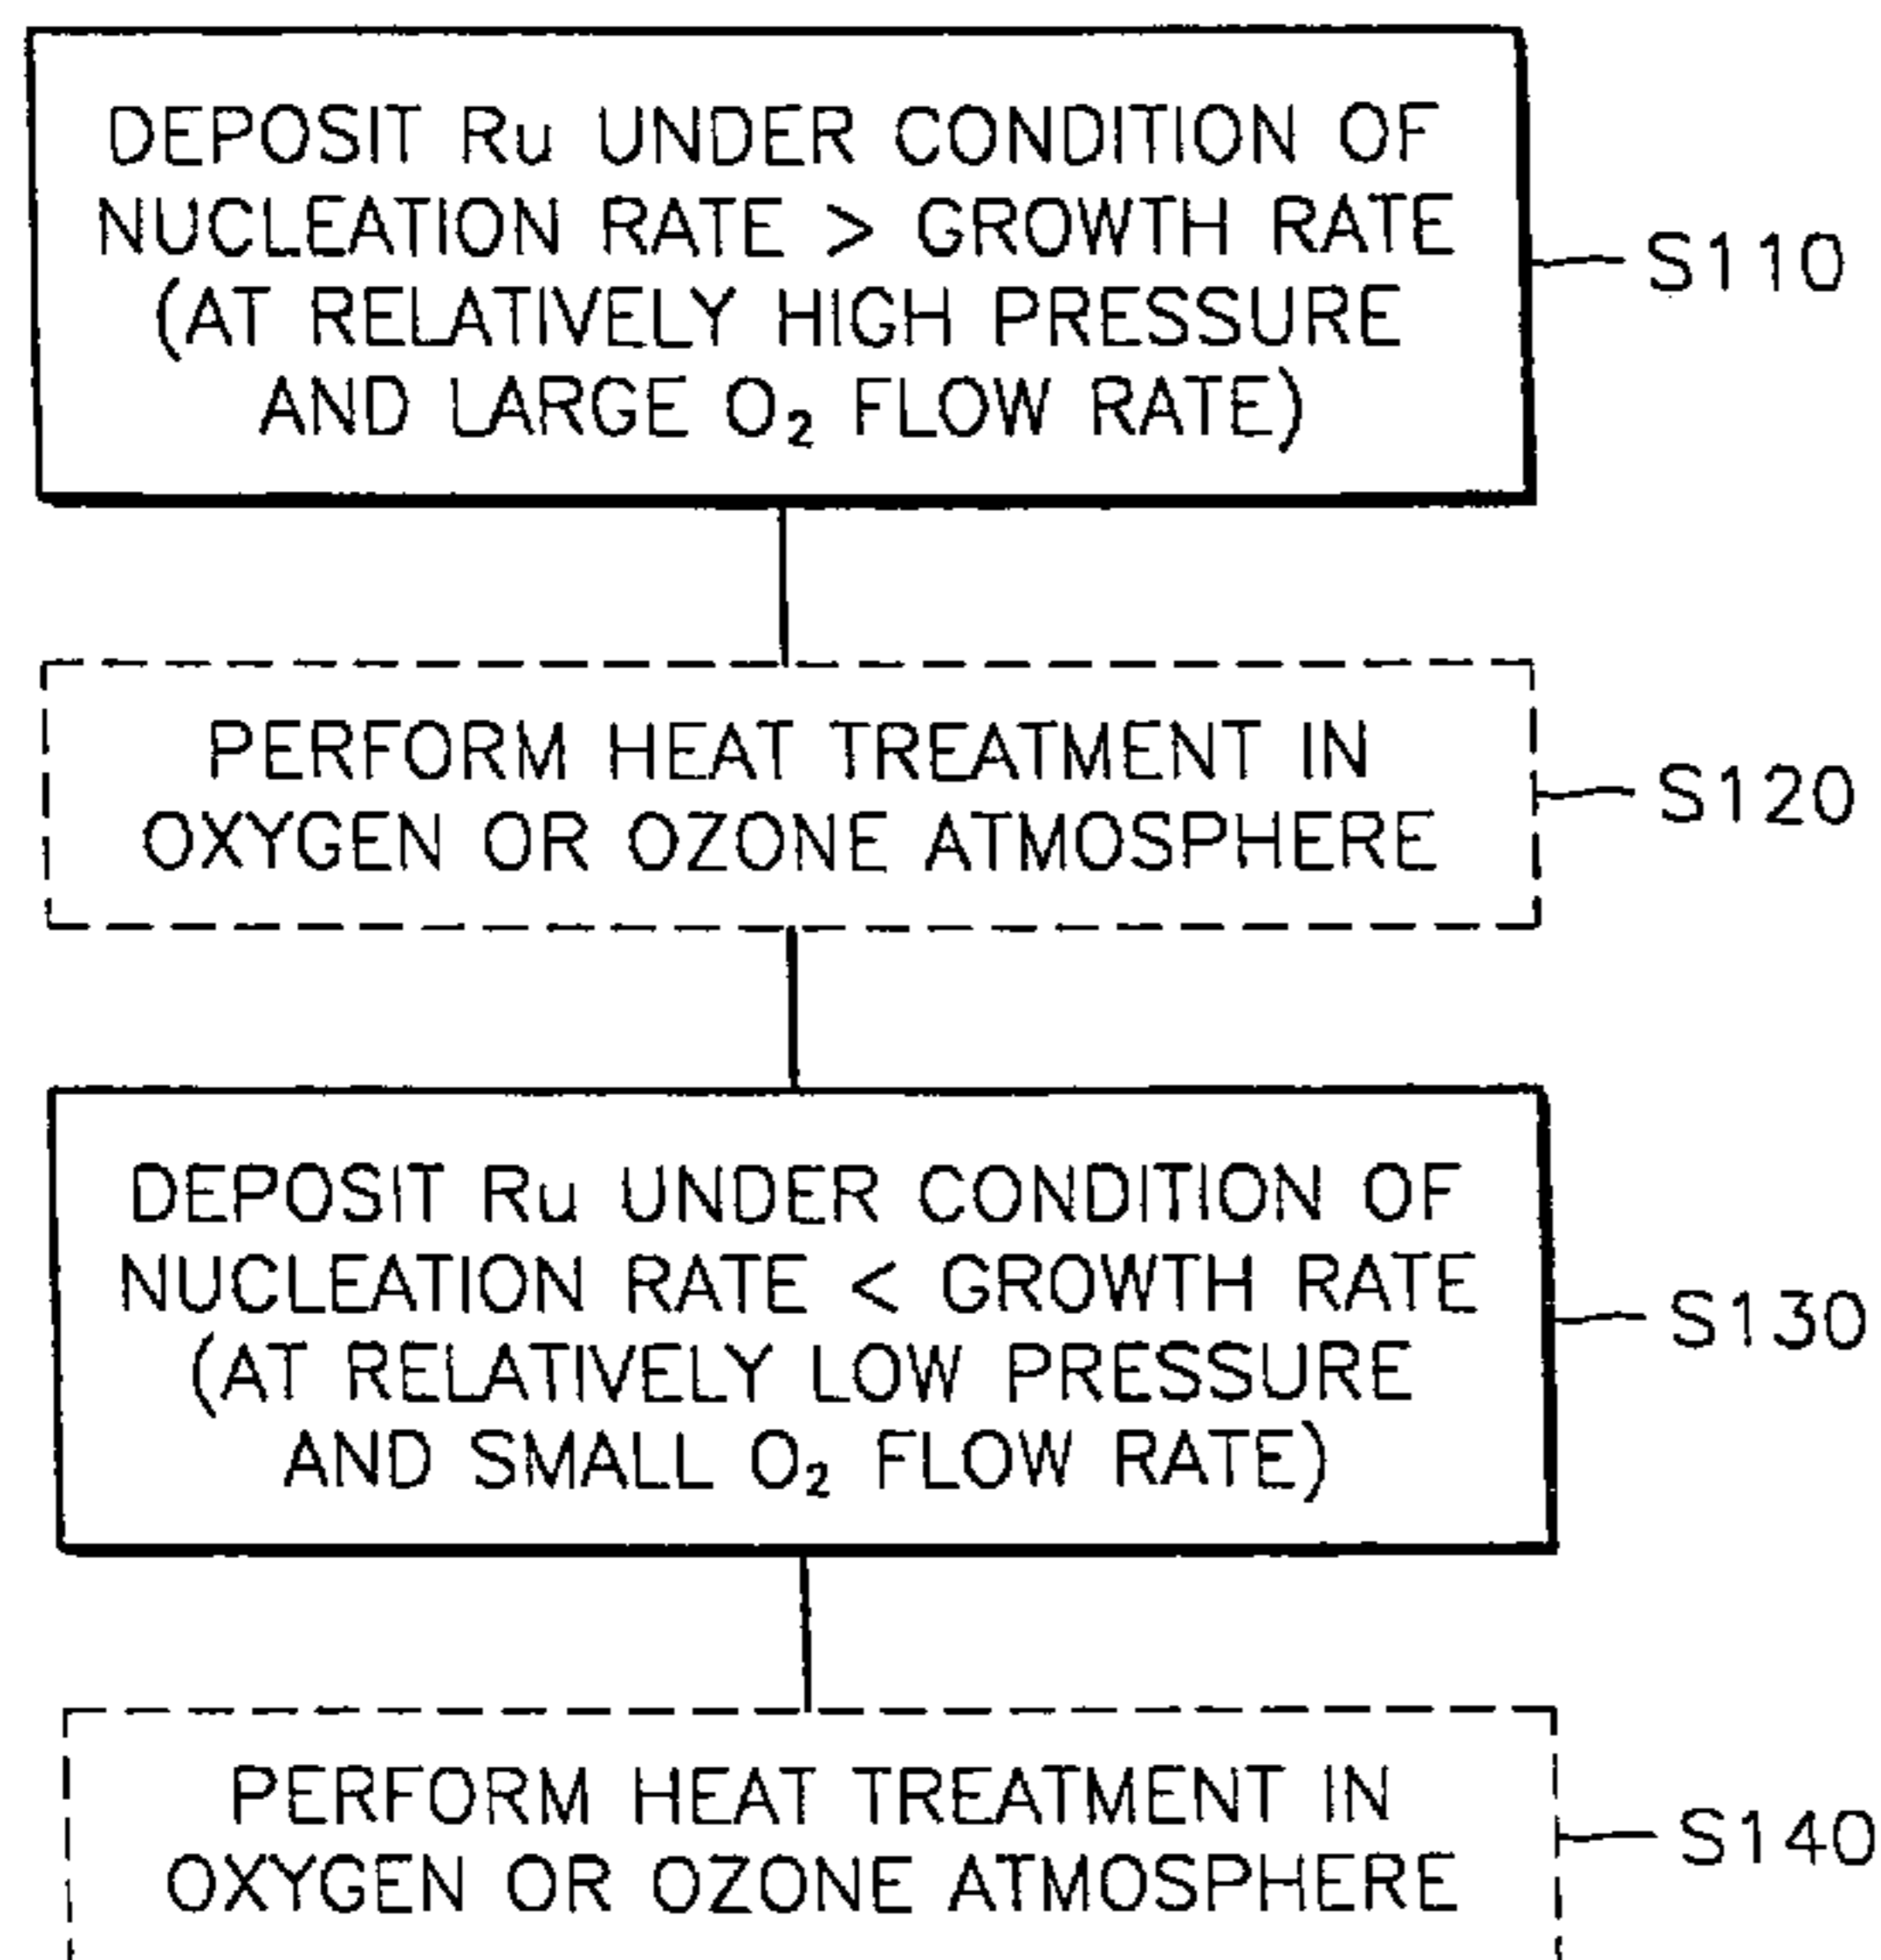 DEPOSIT Ru UNDER CONDITION OF
NUCLEATION RATE > GROWTH RATE
(AT RELATIVELY HIGH PRESSURE
AND LARGE O₂ FLOW RATE)
S110
PERFORM HEAT TREATMENT IN
OXYGEN OR OZONE ATMOSPHERE
S120
DEPOSIT Ru UNDER CONDITION OF
NUCLEATION RATE < GROWTH RATE
(AT RELATIVELY LOW PRESSURE
AND SMALL O₂ FLOW RATE)
S130
PERFORM HEAT TREATMENT IN
OXYGEN OR OZONE ATMOSPHERE
S140